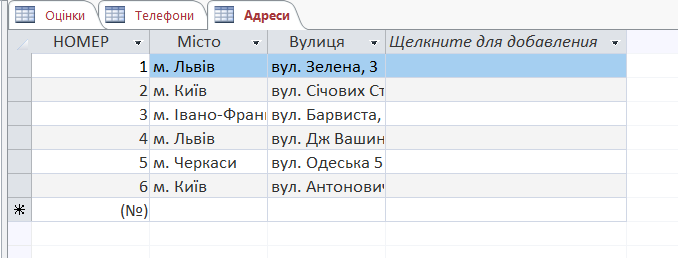 Оцінки Телефони Адреси
НОМЕР Місто Вулиця Щелкните для добавления
1 м. Львів вул. Зелена, 3
2 м. Київ вул. Січових Ст
3 м. Івано-Фран вул. Барвиста,
4 м. Львів вул. Дж Вашин
5 м. Черкаси вул. Одеська 5
6 м. Київ вул. Антонович
(№)